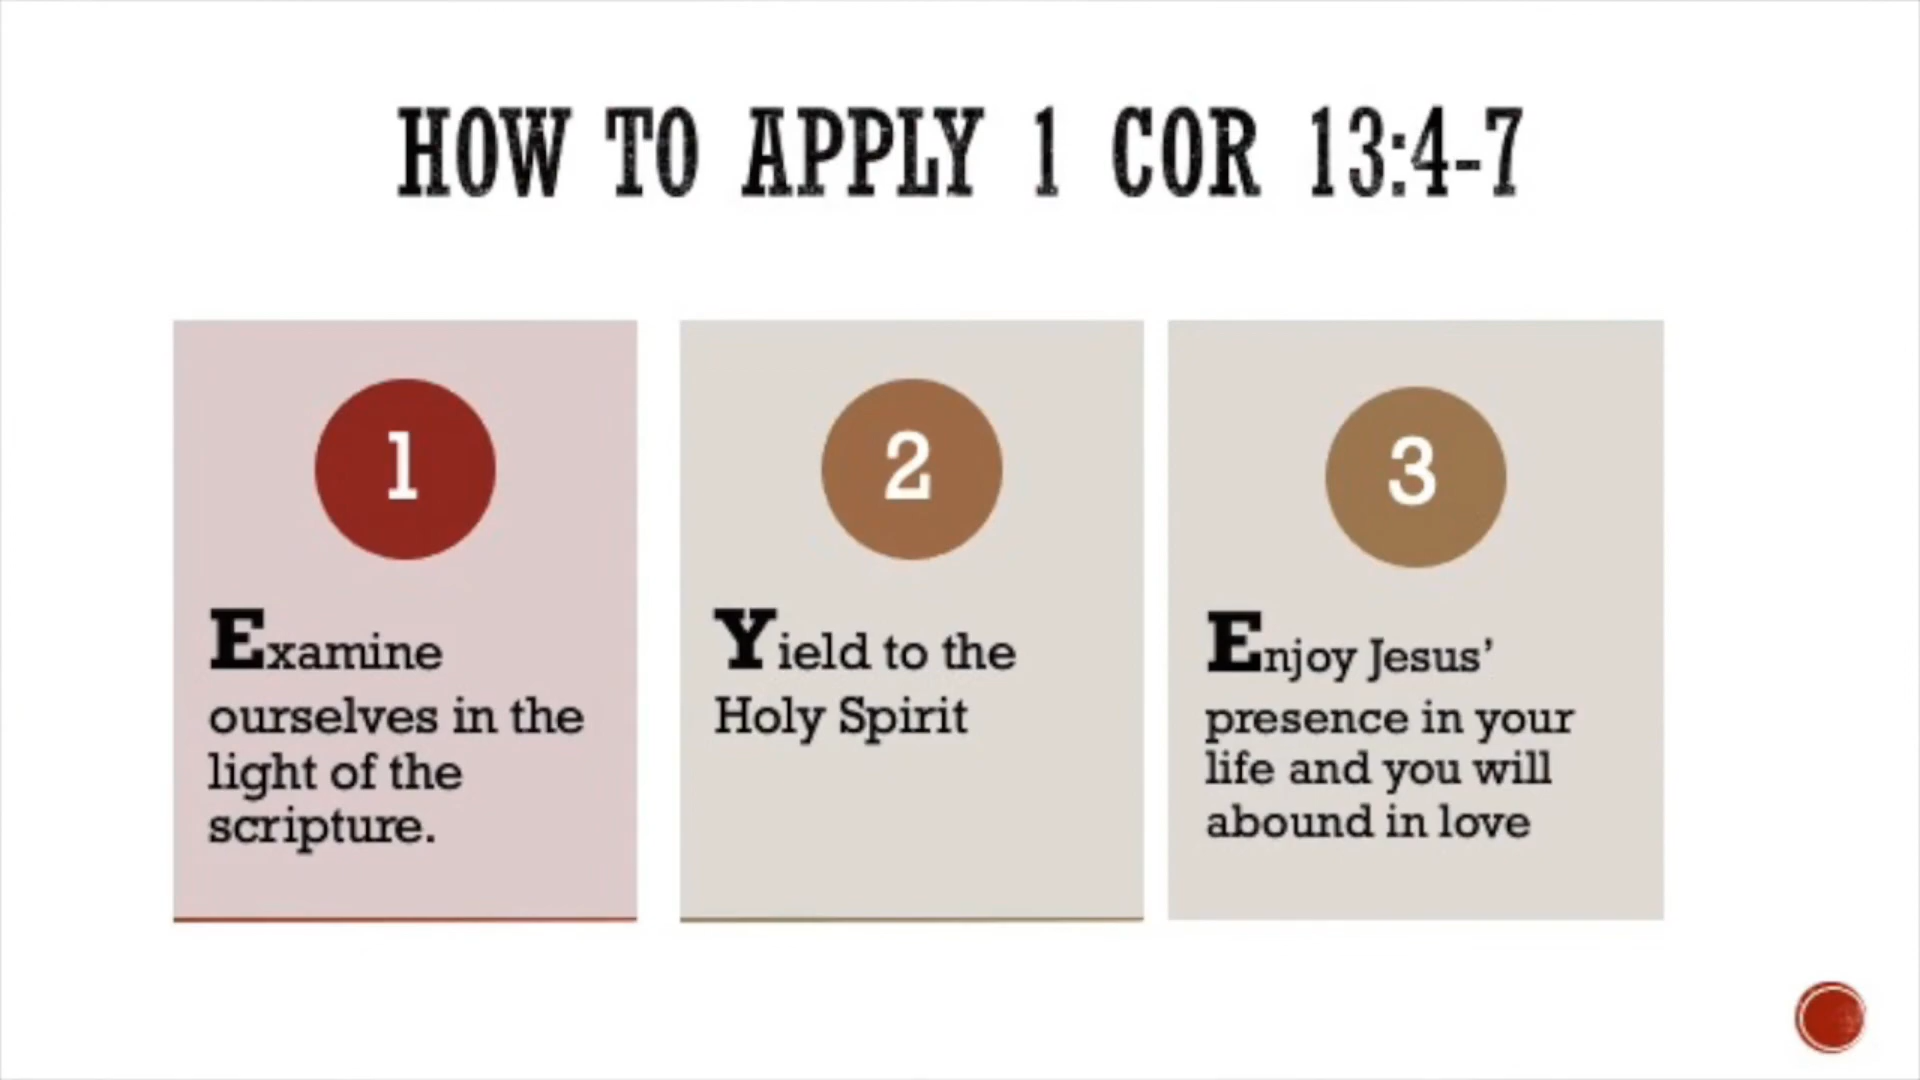 HOW TO APPLY 1 COR 13:4-7
1
Examine
ourselves in the
light of the
scripture.
2
Yield to the
Holy Spirit
3
Enjoy Jesus’
presence in your
life and you will
abound in love